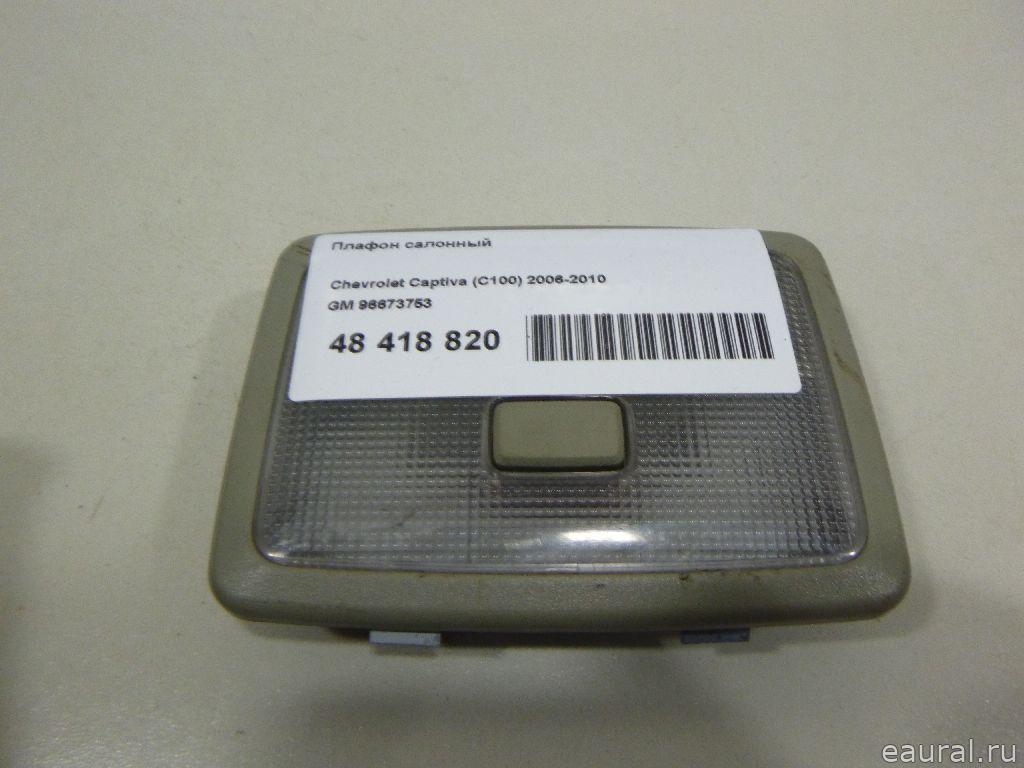 Плафон салонный
Chevrolet Captiva (C100) 2006-2010
GM 96673753
48 418 820
eaural.ru